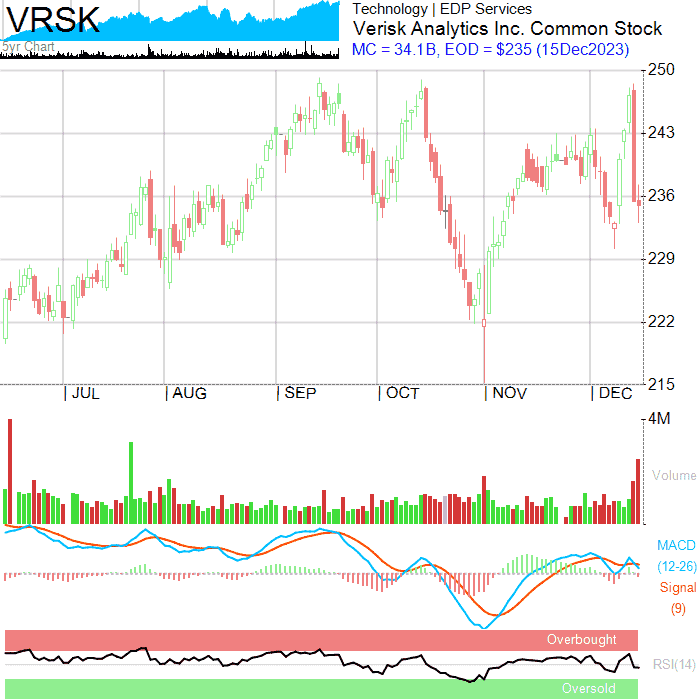 VRSK
5yr Chart
Technology | EDP Services
Verisk Analytics Inc. Common Stock
MC = 34.1B, EOD = $235 (15Dec2023)
250
243
236
229
222
215
| JUL | AUG | SEP | OCT | NOV | DEC
4M
Volume
MACD
(12-26)
Signal
(9)
Overbought
RSI(14)
Oversold